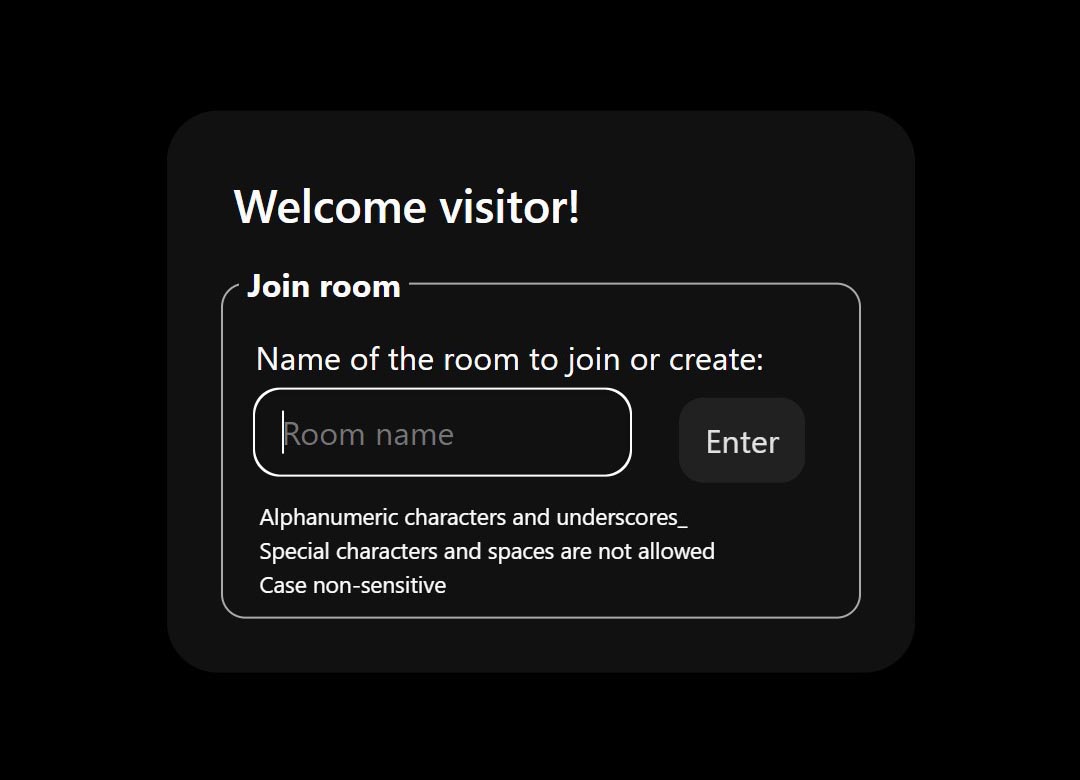 Welcome visitor!
Join room
Name of the room to join or create:
Room name
Enter
Alphanumeric characters and underscores_
Special characters and spaces are not allowed
Case non-sensitive